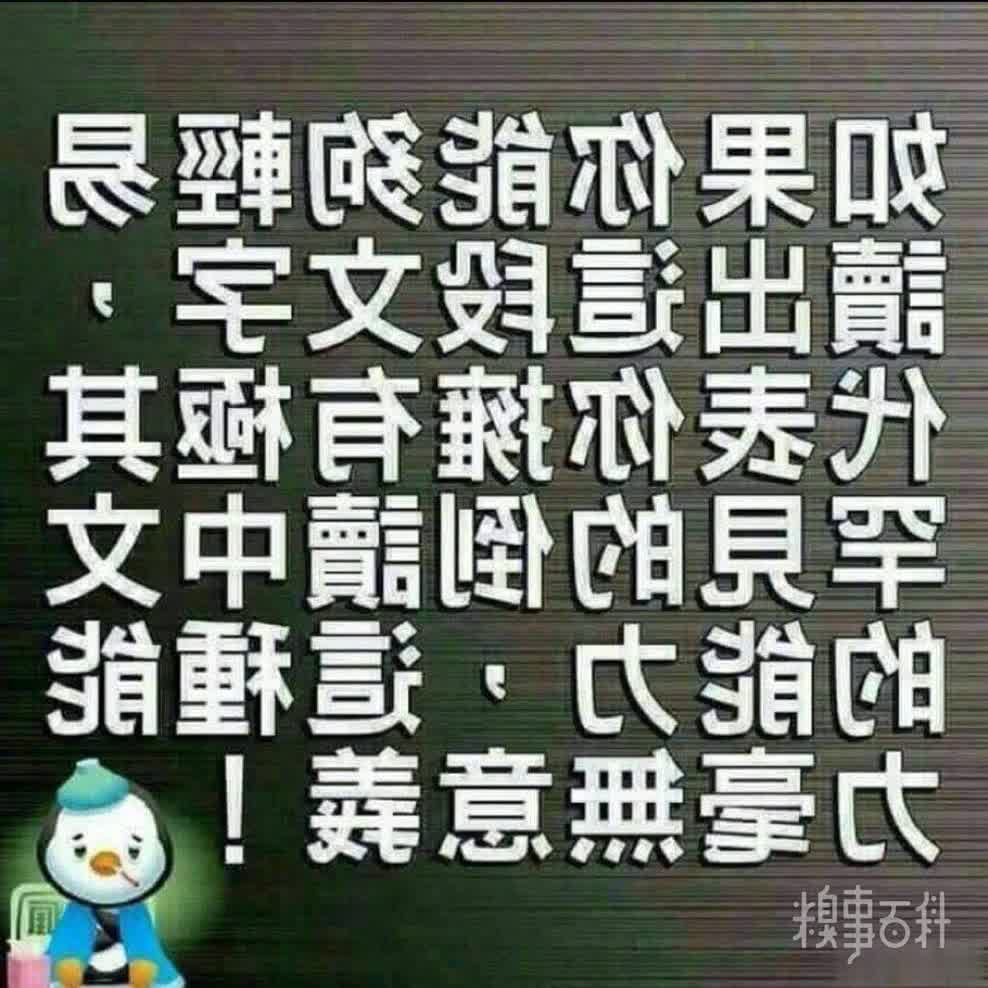 如果你能夠輕易
讀出這段文字，
代表你擁有極其
罕見的倒讀中文
的能力，這種能
力毫無意義！
糗事百科